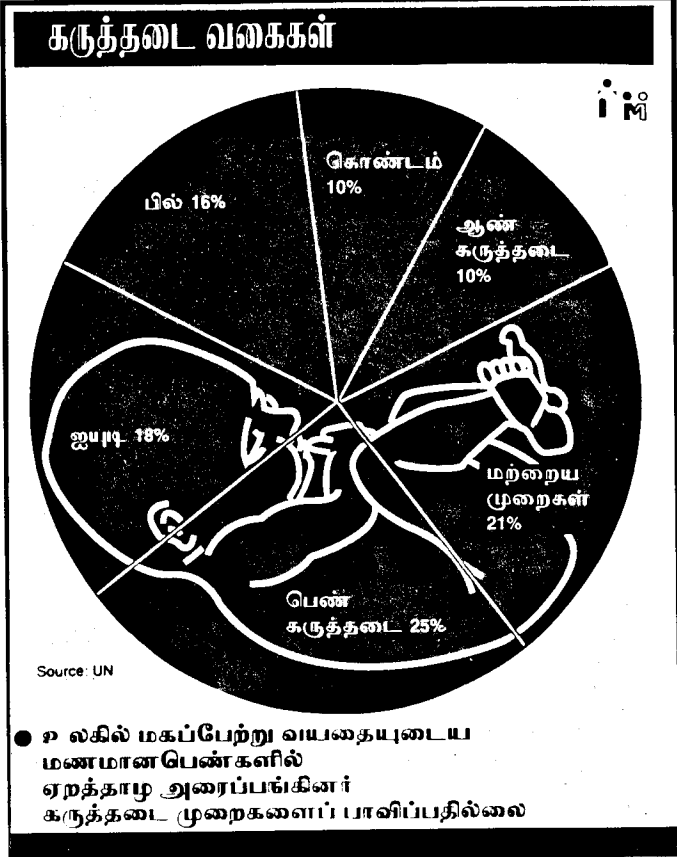 கருத்தடை வகைகள்
கொண்டம்
10%
பில் 16%
ஆண்
கருத்தடை
10%
ஐயுடி 18%
மற்றைய
முறைகள்
21%
பெண்
கருத்தடை 25%
Source: UN
● உலகில் மகப்பேற்று வயதையுடைய
மணமானபெண்களில்
ஏறத்தாழ அரைப்பங்கினர்
கருத்தடை முறைகளைப் பாவிப்பதில்லை